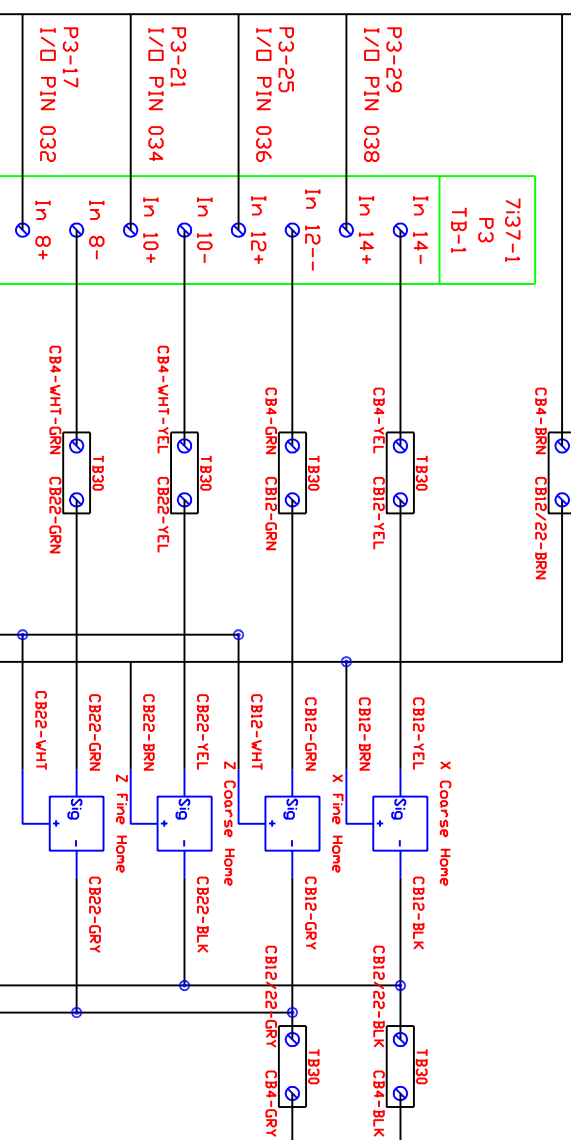 7i37-1
P3
TB-1
P3-29
I/O PIN 038
P3-25
I/O PIN 036
P3-21
I/O PIN 034
P3-17
I/O PIN 032
In 14-
In 14+
In 12--
In 12+
In 10-
In 10+
In 8-
In 8+
CB4-BRN
CB12/22-BRN
TB30
CB4-YEL
CB12-YEL
TB30
CB4-GRN
CB12-GRN
TB30
CB4-WHT-YEL
CB22-YEL
TB30
CB4-WHT-GRN
CB22-GRN
X Coarse Home
CB12-YEL
CB12-BRN
Sig
+
-
CB12-BLK
X Fine Home
CB12-GRN
CB12-WHT
Sig
+
-
CB12-GRY
Z Coarse Home
CB22-YEL
CB22-BRN
Sig
+
-
CB22-BLK
Z Fine Home
CB22-GRN
CB22-WHT
Sig
+
-
CB22-GRY
TB30
CB12/22-BLK
CB4-BLK
TB30
CB12/22-GRY
CB4-GRY